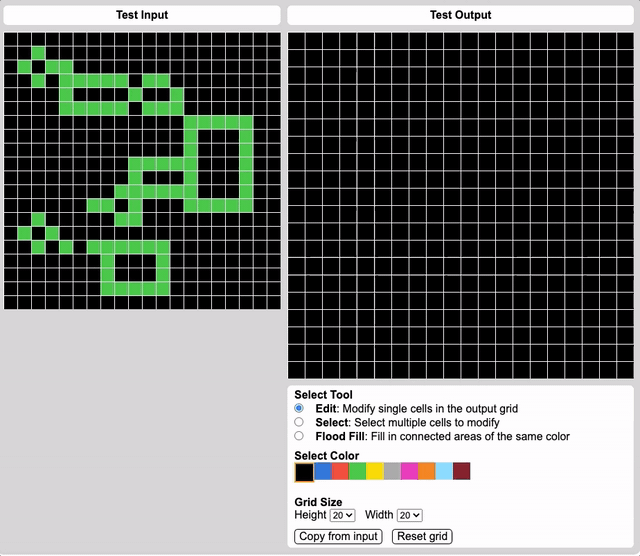 Test Input
Test Output
Select Tool
Edit: Modify single cells in the output grid
Select: Select multiple cells to modify
Flood Fill: Fill in connected areas of the same color
Select Color
Grid Size
Height 20 Width 20
Copy from input Reset grid